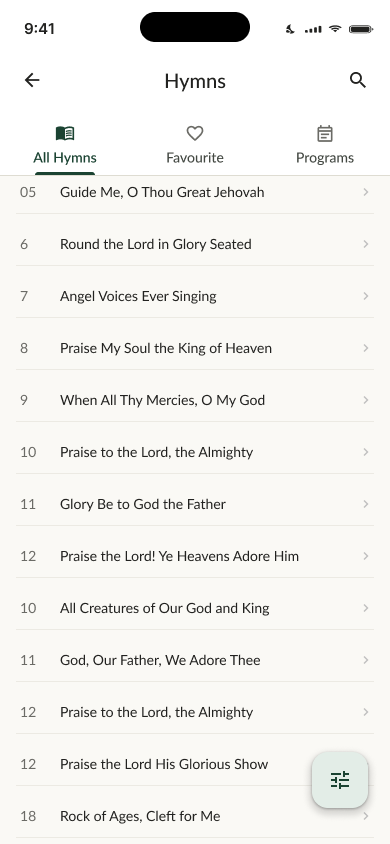 9:41
Hymns
All Hymns
Favourite
Programs
05 Guide Me, O Thou Great Jehovah
6 Round the Lord in Glory Seated
7 Angel Voices Ever Singing
8 Praise My Soul the King of Heaven
9 When All Thy Mercies, O My God
10 Praise to the Lord, the Almighty
11 Glory Be to God the Father
12 Praise the Lord! Ye Heavens Adore Him
10 All Creatures of Our God and King
11 God, Our Father, We Adore Thee
12 Praise to the Lord, the Almighty
12 Praise the Lord His Glorious Show
18 Rock of Ages, Cleft for Me